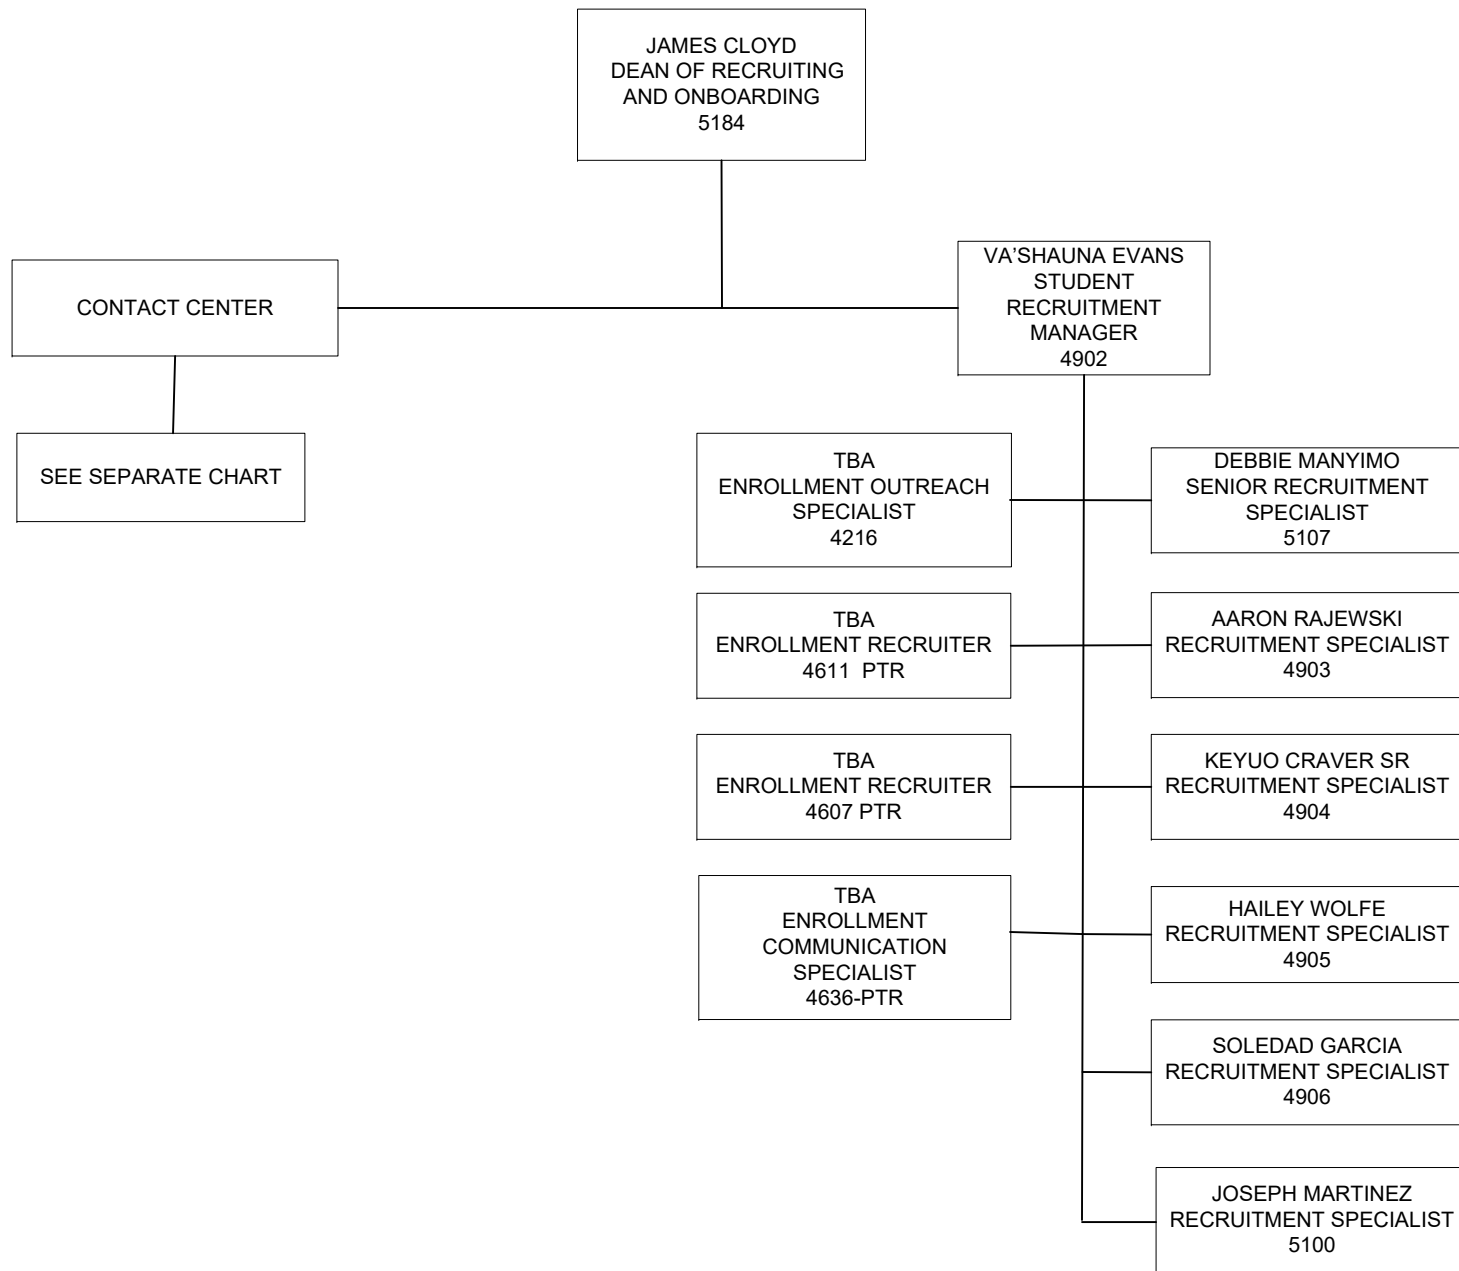 JAMES CLOYD
DEAN OF RECRUITING
AND ONBOARDING
5184
CONTACT CENTER
SEE SEPARATE CHART
VA'SHAUNA EVANS
STUDENT
RECRUITMENT
MANAGER
4902
TBA
ENROLLMENT OUTREACH
SPECIALIST
4216
DEBBIE MANYIMO
SENIOR RECRUITMENT
SPECIALIST
5107
TBA
ENROLLMENT RECRUITER
4611  PTR
AARON RAJEWSKI
RECRUITMENT SPECIALIST
4903
TBA
ENROLLMENT RECRUITER
4607 PTR
KEYUO CRAVER SR
RECRUITMENT SPECIALIST
4904
TBA
ENROLLMENT
COMMUNICATION
SPECIALIST
4636-PTR
HAILEY WOLFE
RECRUITMENT SPECIALIST
4905
SOLEDAD GARCIA
RECRUITMENT SPECIALIST
4906
JOSEPH MARTINEZ
RECRUITMENT SPECIALIST
5100